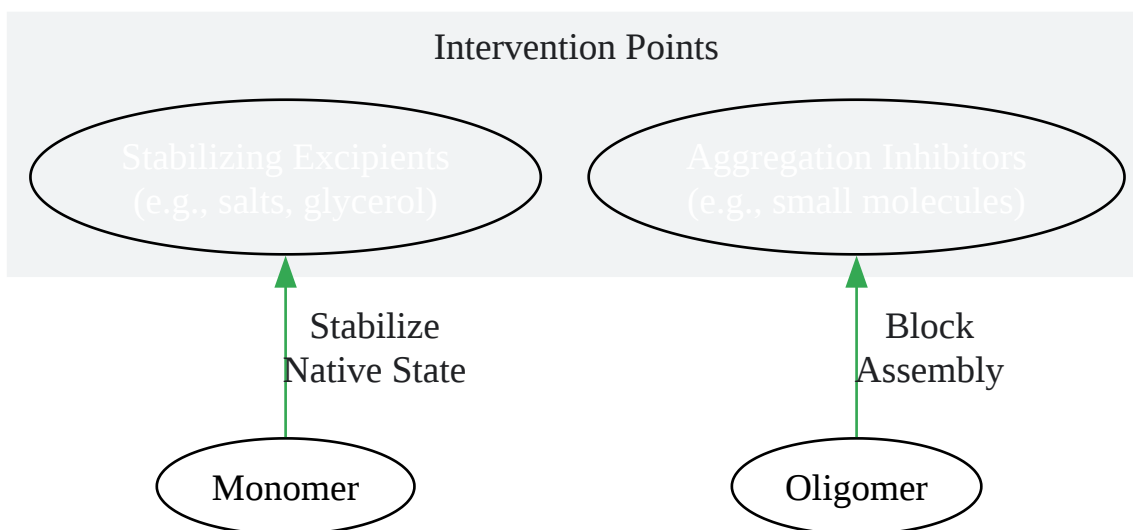 Intervention Points
Stabilizing Excipients
(e.g., salts, glycerol)
Aggregation Inhibitors
(e.g., small molecules)
Stabilize
Native State
Block
Assembly
Monomer
Oligomer